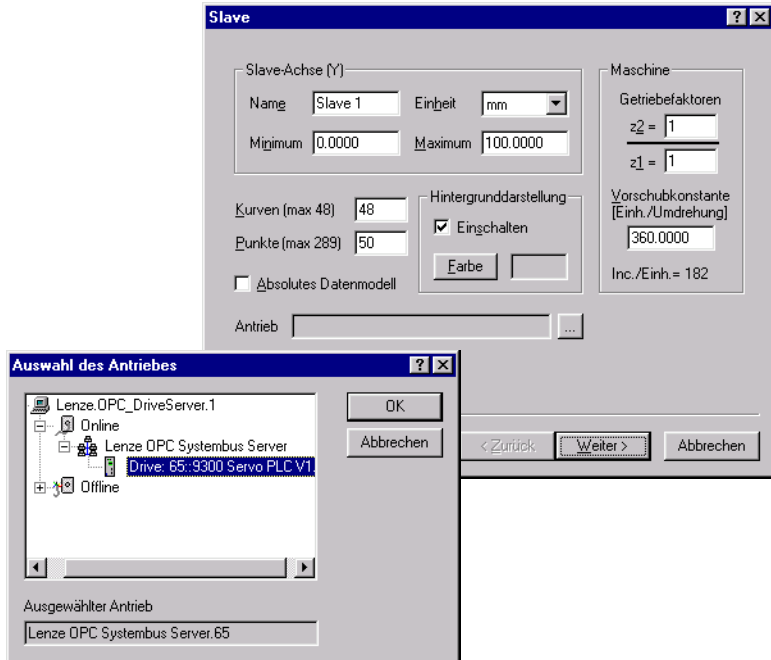 Slave
Slave-Achse (Y)
Name Slave 1 Einheit mm
Minimum 0.0000 Maximum 100.0000
Maschine
Getriebefaktoren
z2 = 1
z1 = 1
Vorschubkonstante
[Einh./Umdrehung]
360.0000
Inc./Einh.= 182
Kurven (max 48) 48
Punkte (max 289) 50
Absolutes Datenmodell
Hintergrunddarstellung
Einschalten
Farbe
Antrieb ...
< Zurück Weiter > Abbrechen
Auswahl des Antriebes
Lenze.OPC_DriveServer.1
Online
Lenze OPC Systembus Server
Drive: 65::9300 Servo PLC V1.
Offline
OK
Abbrechen
Ausgewählter Antrieb
Lenze OPC Systembus Server.65